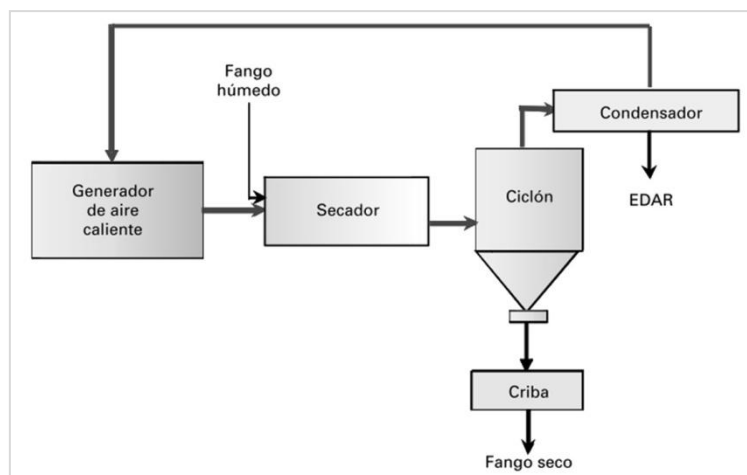 Fango
húmedo
Condensador
Generador
de aire
caliente
Secador
Ciclón
EDAR
Criba
Fango seco